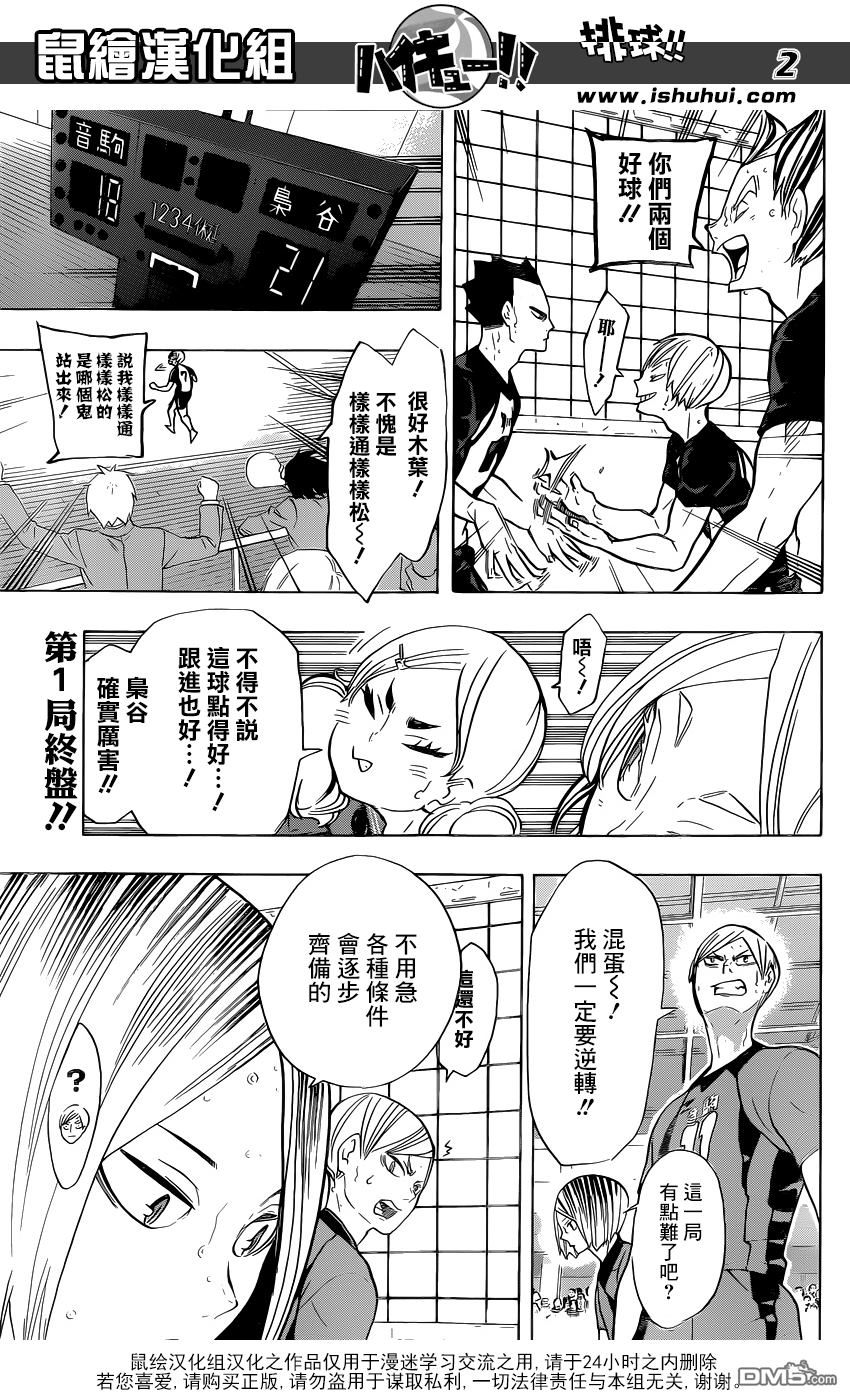 鼠繪漢化組
ハイキュー!!
排球!!
2
www.ishuhui.com
你們兩個
好球!!
耶~!
音駒
梟谷
18
21
1234
很好木葉!
不愧是
樣樣通樣樣松~!
說我樣樣通
樣樣松的
是哪個鬼
站出來!
唔~!
不得不說
這球點得好…!
跟進也好…!
梟谷
確實厲害!!
第1局終盤!!
混蛋~!
我們一定要逆轉!!
這一局
有點難了吧?
這還不好
不用急
各種條件
會逐步
齊備的
?
鼠绘汉化组汉化之作品仅用于漫迷学习交流之用, 请于24小时之内删除
若您喜爱, 请购买正版, 请勿用于谋取私利, 一切法律责任与本组无关, 谢谢。
DM5.com